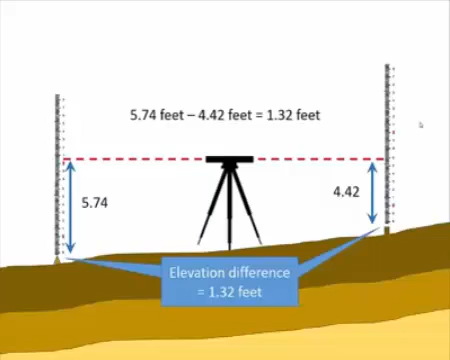 5.74 feet – 4.42 feet = 1.32 feet
5.74
4.42
Elevation difference
= 1.32 feet